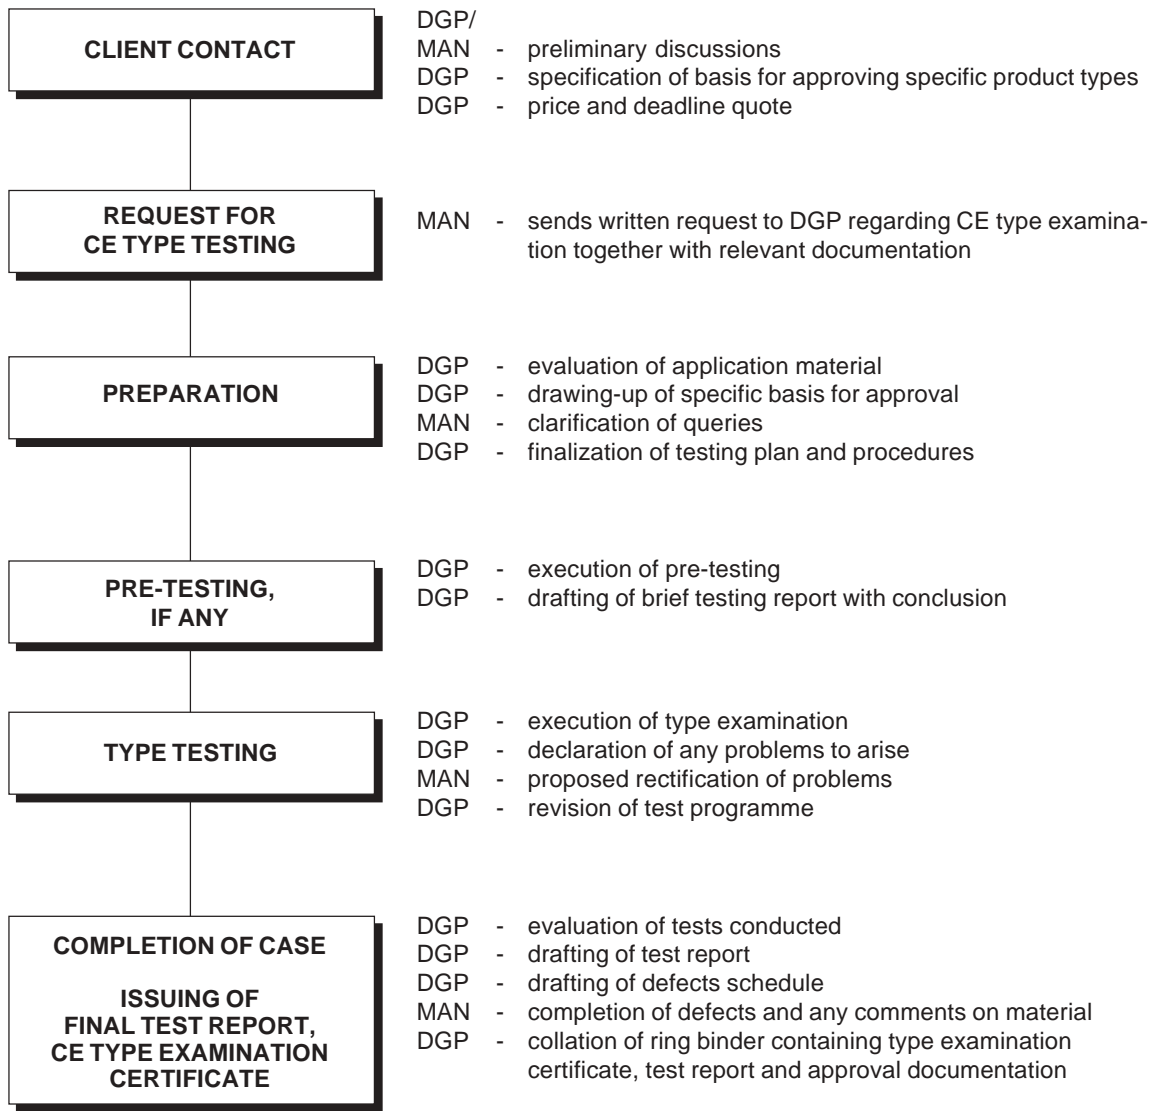 CLIENT CONTACT
DGP/
MAN - preliminary discussions
DGP - specification of basis for approving specific product types
DGP - price and deadline quote
REQUEST FOR
CE TYPE TESTING
MAN - sends written request to DGP regarding CE type examina-
tion together with relevant documentation
PREPARATION
DGP - evaluation of application material
DGP - drawing-up of specific basis for approval
MAN - clarification of queries
DGP - finalization of testing plan and procedures
PRE-TESTING,
IF ANY
DGP - execution of pre-testing
DGP - drafting of brief testing report with conclusion
TYPE TESTING
DGP - execution of type examination
DGP - declaration of any problems to arise
MAN - proposed rectification of problems
DGP - revision of test programme
COMPLETION OF CASE
ISSUING OF
FINAL TEST REPORT,
CE TYPE EXAMINATION
CERTIFICATE
DGP - evaluation of tests conducted
DGP - drafting of test report
DGP - drafting of defects schedule
MAN - completion of defects and any comments on material
DGP - collation of ring binder containing type examination
certificate, test report and approval documentation